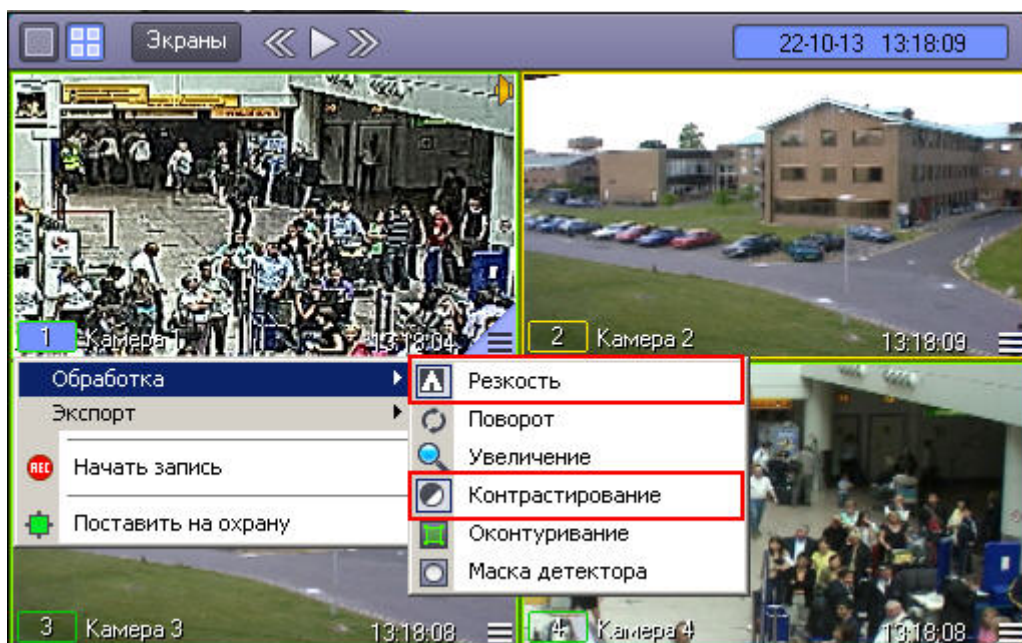 Экраны
22-10-13 13:18:09
1 Камера 1 13:18:04
2 Камера 2 13:18:09
Обработка
Экспорт
REC Начать запись
Поставить на охрану
Резкость
Поворот
Увеличение
Контрастирование
Оконтуривание
Маска детектора
3 Камера 3 13:18:08
4 Камера 4 13:18:08